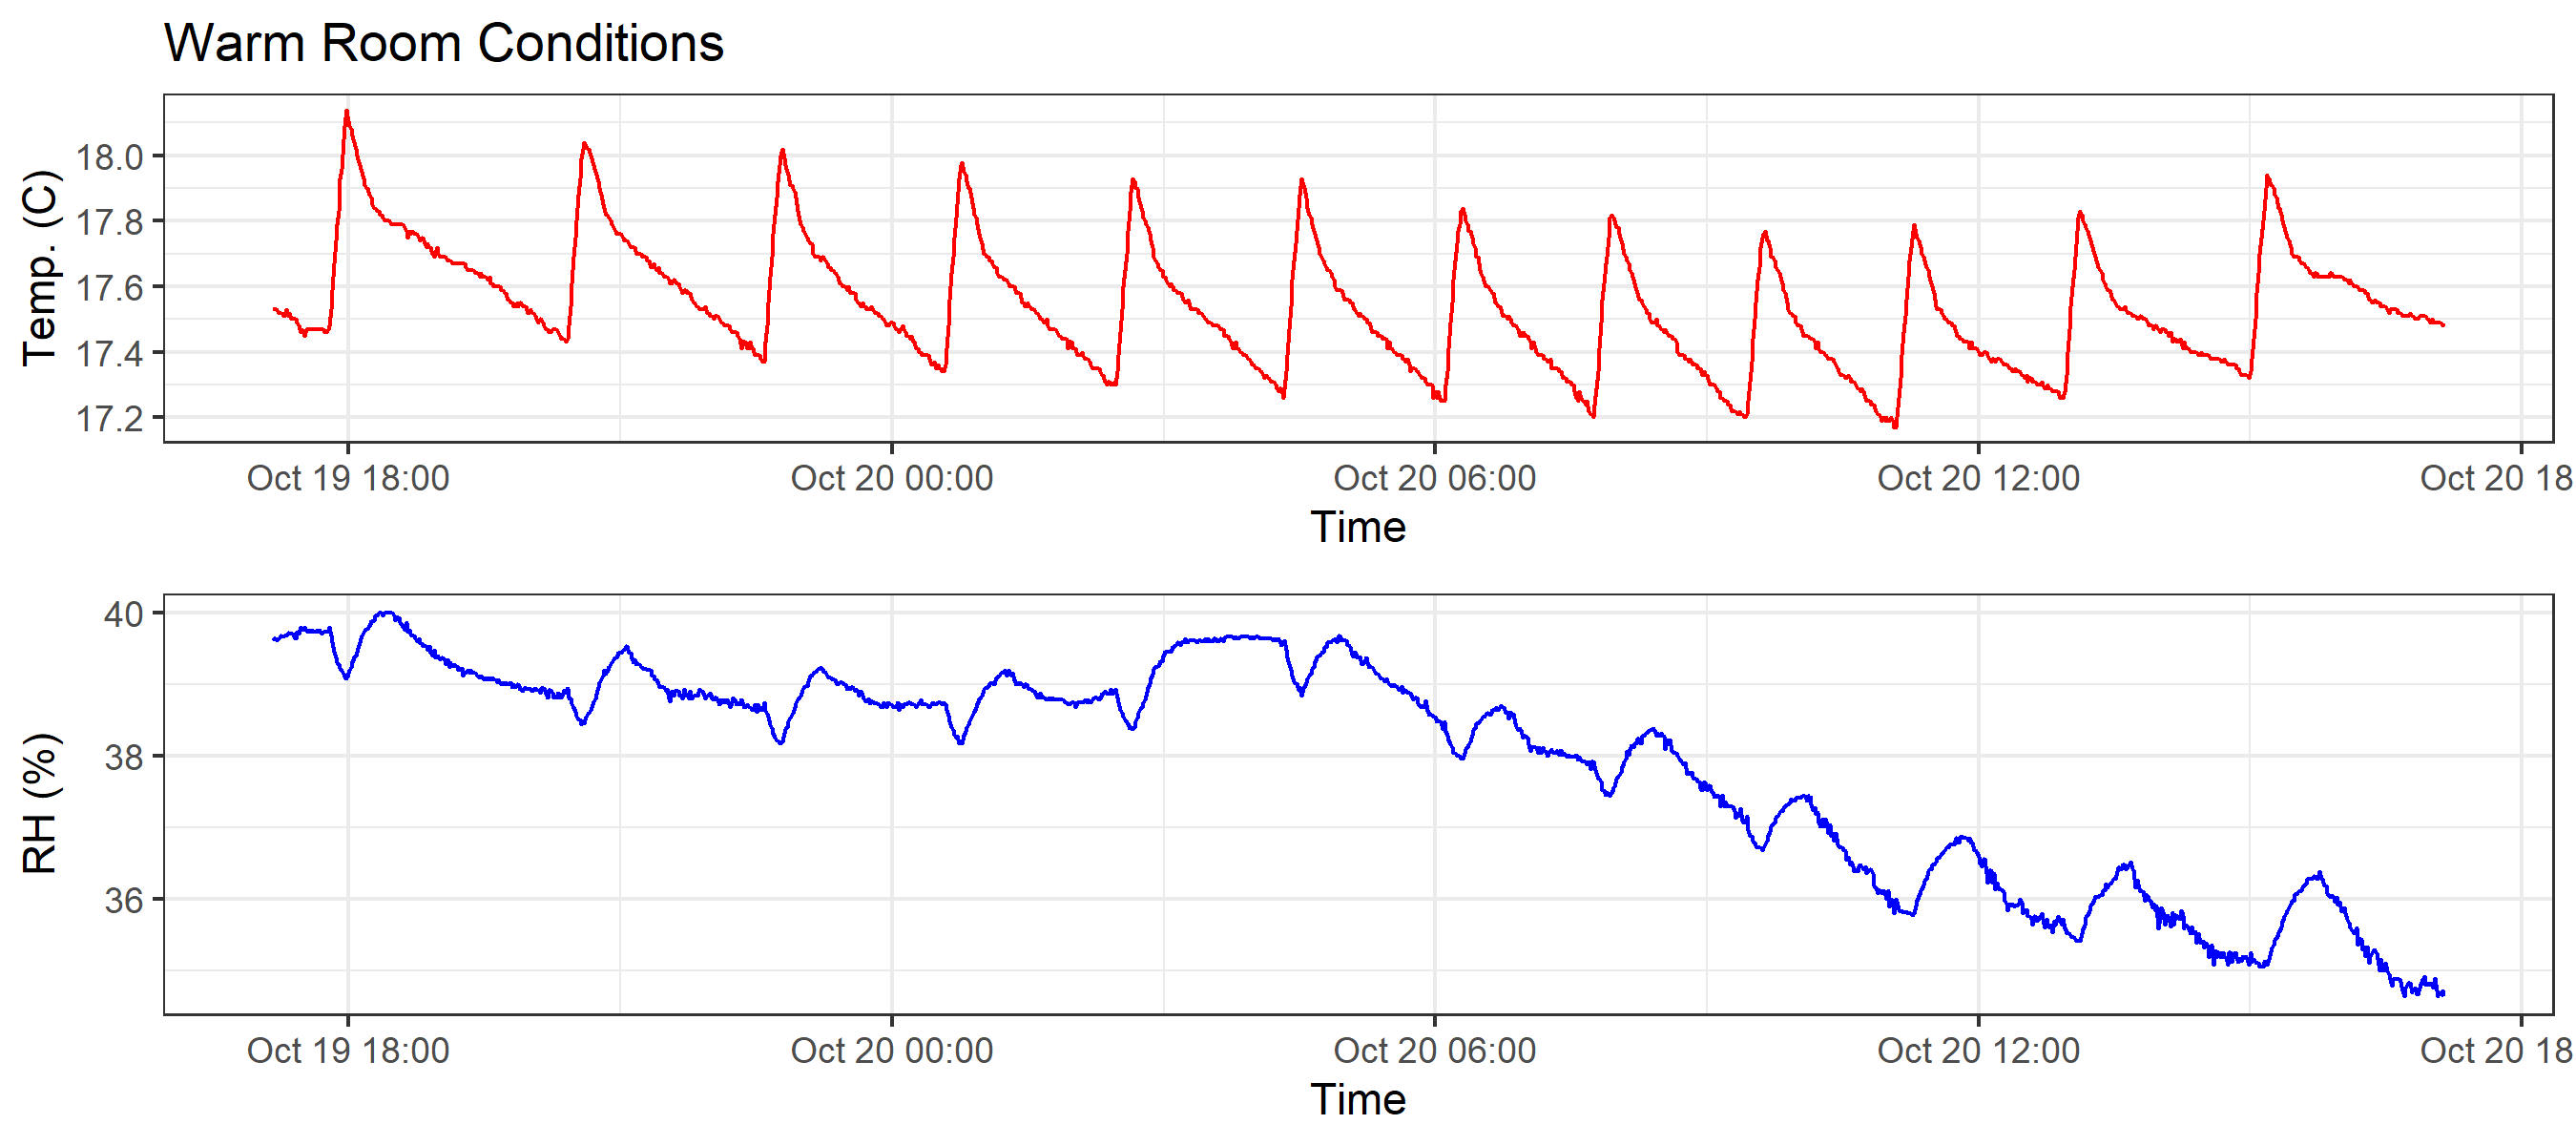 Warm Room Conditions
Temp. (C)
18.0
17.8
17.6
17.4
17.2
Oct 19 18:00 Oct 20 00:00 Oct 20 06:00 Oct 20 12:00 Oct 20 18
Time
RH (%)
40
38
36
Oct 19 18:00 Oct 20 00:00 Oct 20 06:00 Oct 20 12:00 Oct 20 18
Time